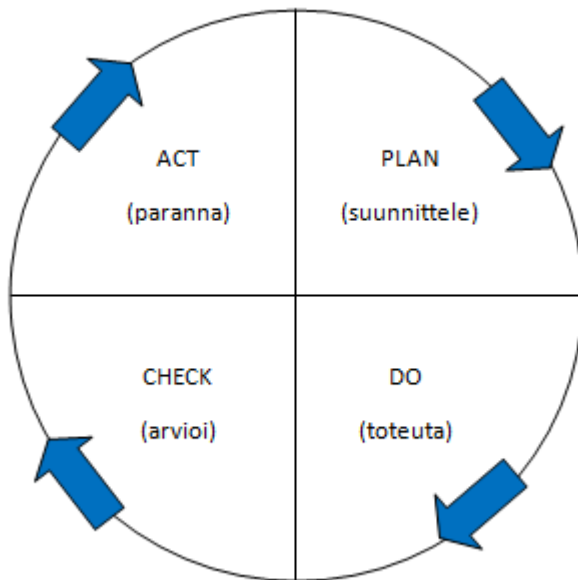 ACT
(paranna)
PLAN
(suunnittele)
CHECK
(arvioi)
DO
(toteuta)